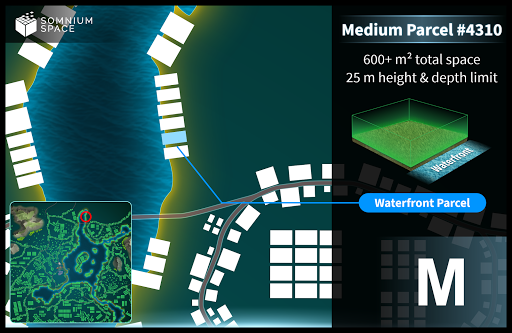 SOMNIUM
SPACE
Medium Parcel #4310
600+ m² total space
25 m height & depth limit
Waterfront
Waterfront Parcel
M